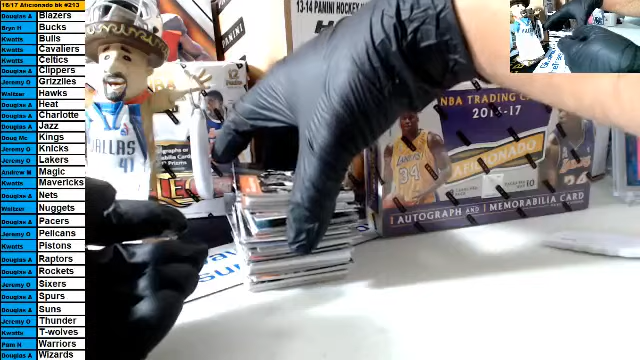 16/17 Aficionado bk #213
Douglas A Blazers
Bryn H Bucks
Kwatts Bulls
Kwatts Cavaliers
Kwatts Celtics
Douglas A Clippers
Jeremy O Grizzlies
Waltzer Hawks
Douglas A Heat
Douglas A Charlotte
Douglas A Jazz
Doug Mc Kings
Jeremy O Knicks
Jeremy O Lakers
Andrew M Magic
Kwatts Mavericks
Douglas A Nets
Waltzer Nuggets
Douglas A Pacers
Jeremy O Pelicans
Kwatts Pistons
Douglas A Raptors
Douglas A Rockets
Jeremy O Sixers
Douglas A Spurs
Douglas A Suns
Jeremy O Thunder
Kwatts T-wolves
Pam N Warriors
Douglas A Wizards
PANINI
13-14 PANINI HOCKEY
DALLAS
41
NBA TRADING
2016-17
AFICIONADO
34
1 AUTOGRAPH AND 1 MEMORABILIA CARD